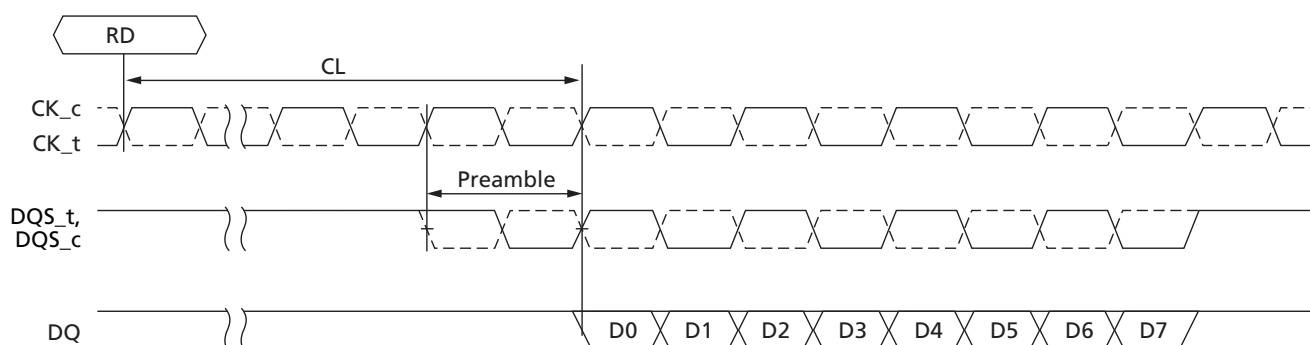 RD
CL
CK_c
CK_t
Preamble
DQS_t,
DQS_c
DQ D0 D1 D2 D3 D4 D5 D6 D7